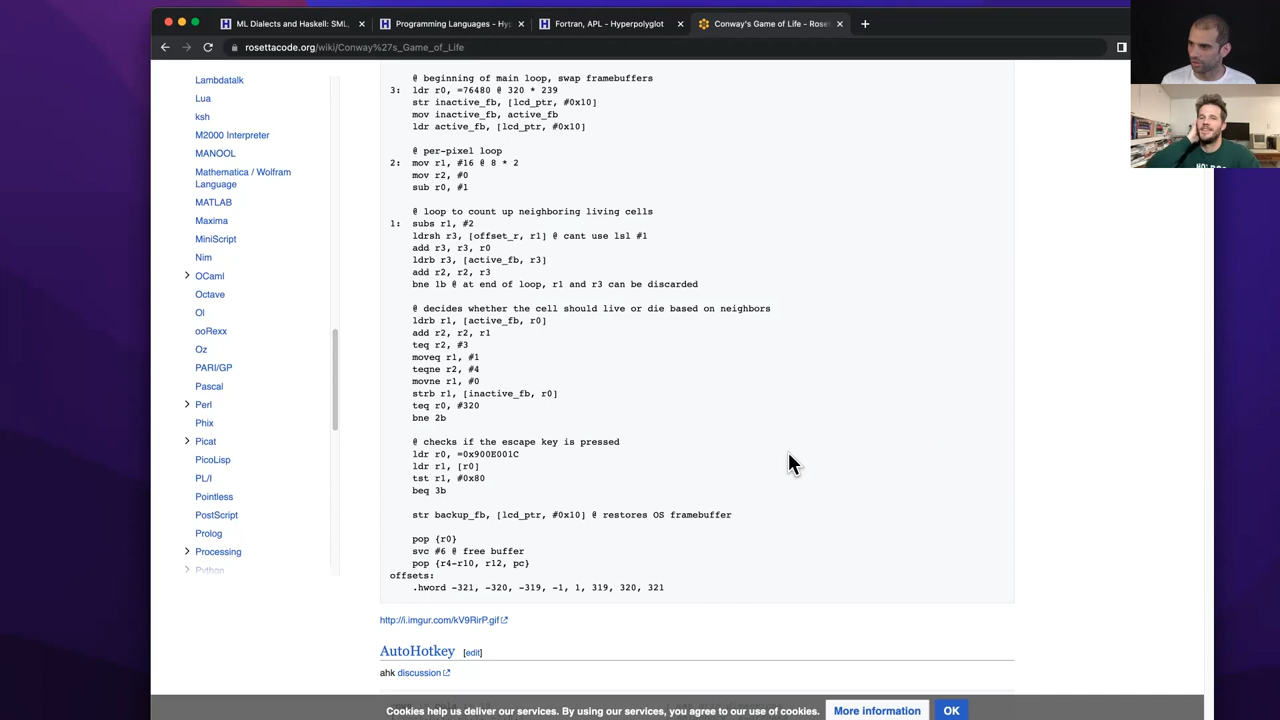 ML Dialects and Haskell: SML,
Programming Languages - Hy
Fortran, APL - Hyperpolyglot
Conway's Game of Life - Rose
rosettacode.org/wiki/Conway%27s_Game_of_Life
Lambdatalk
Lua
ksh
M2000 Interpreter
MANOOL
Mathematica / Wolfram
Language
MATLAB
Maxima
MiniScript
Nim
OCaml
Octave
Ol
ooRexx
Oz
PARI/GP
Pascal
Perl
Phix
Picat
PicoLisp
PL/I
Pointless
PostScript
Prolog
Processing
Python
@ beginning of main loop, swap framebuffers
3: ldr r0, =76480 @ 320 * 239
str inactive_fb, [lcd_ptr, #0x10]
mov inactive_fb, active_fb
ldr active_fb, [lcd_ptr, #0x10]
@ per-pixel loop
2: mov r1, #16 @ 8 * 2
mov r2, #0
sub r0, #1
@ loop to count up neighboring living cells
1: subs r1, #2
ldrsh r3, [offset_r, r1] @ cant use lsl #1
add r3, r3, r0
ldrb r3, [active_fb, r3]
add r2, r2, r3
bne 1b @ at end of loop, r1 and r3 can be discarded
@ decides whether the cell should live or die based on neighbors
ldrb r1, [active_fb, r0]
add r2, r2, r1
teq r2, #3
moveq r1, #1
teqne r2, #4
movne r1, #0
strb r1, [inactive_fb, r0]
teq r0, #320
bne 2b
@ checks if the escape key is pressed
ldr r0, =0x900E001C
ldr r1, [r0]
tst r1, #0x80
beq 3b
str backup_fb, [lcd_ptr, #0x10] @ restores OS framebuffer
pop {r0}
svc #6 @ free buffer
pop {r4-r10, r12, pc}
offsets:
.hword -321, -320, -319, -1, 1, 319, 320, 321
http://i.imgur.com/kV9RirP.gif
AutoHotkey [edit]
ahk discussion
Cookies help us deliver our services. By using our services, you agree to our use of cookies. More information OK